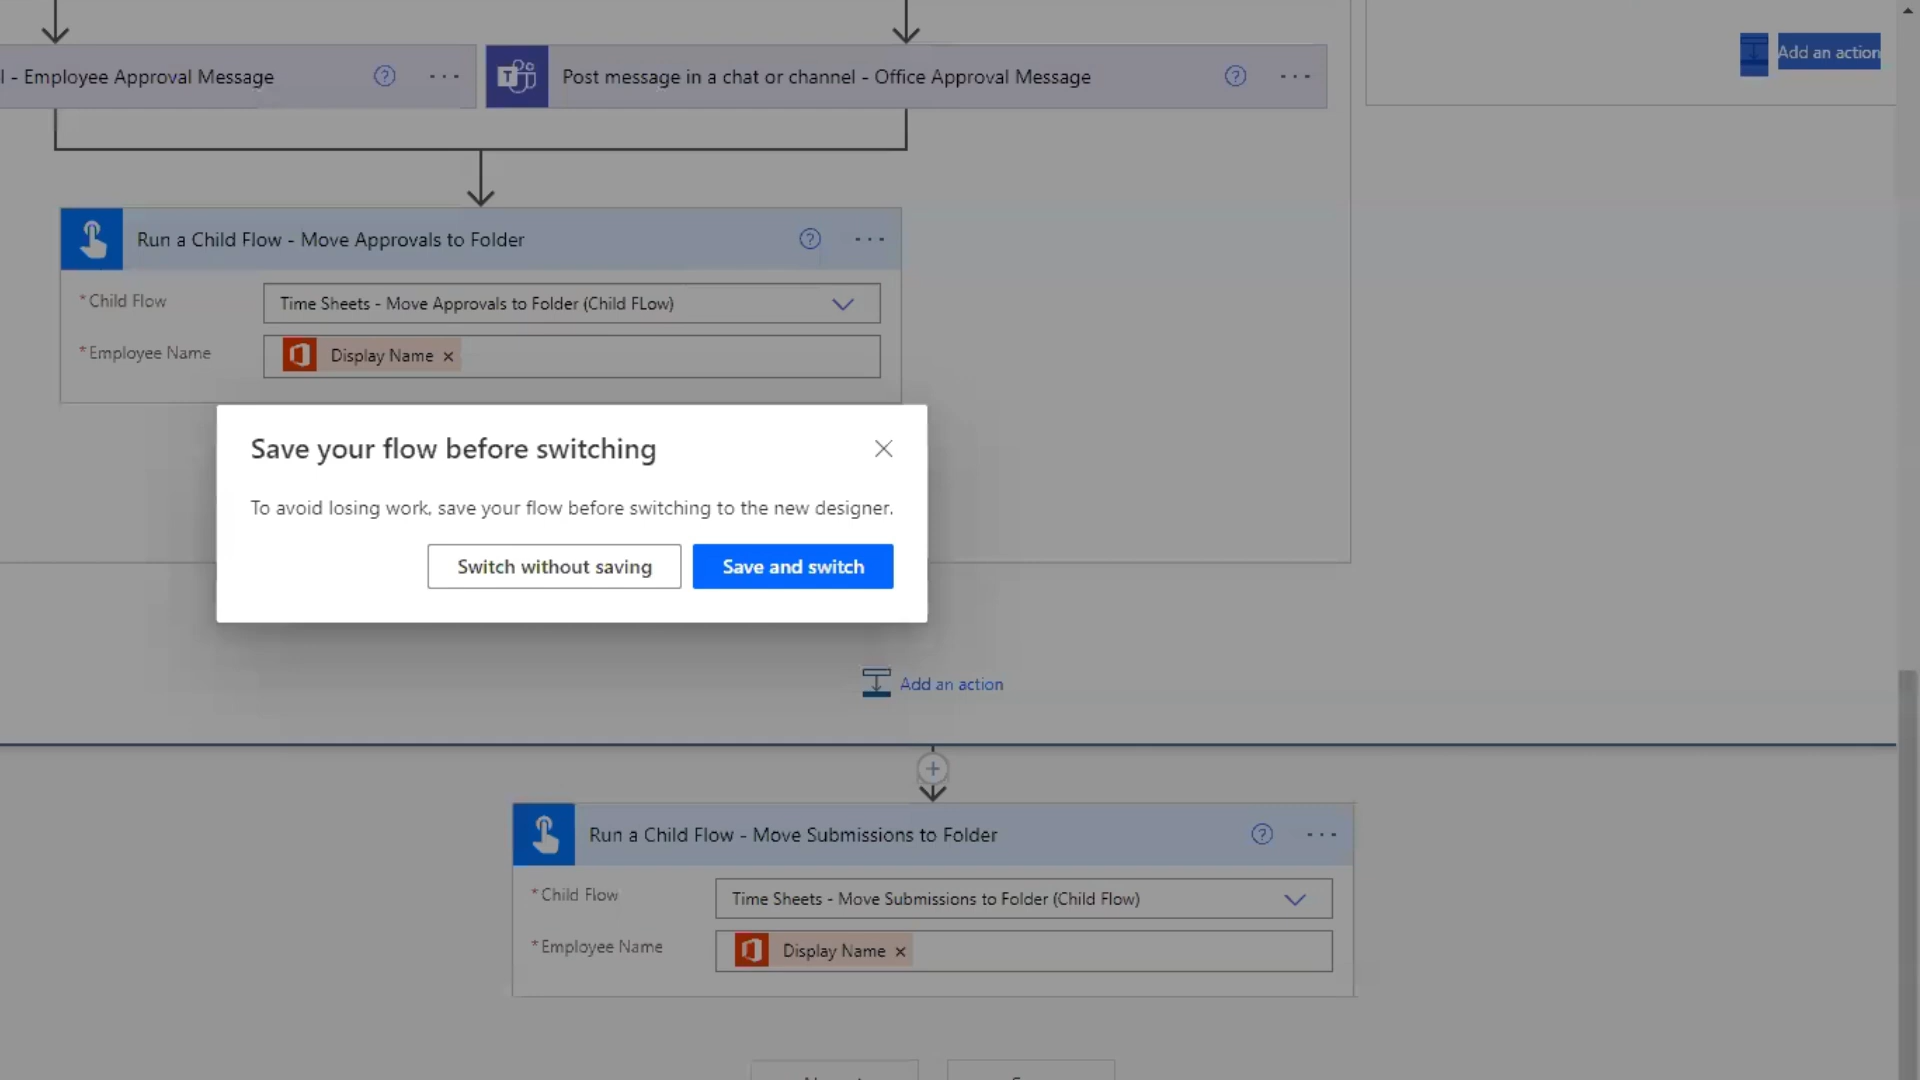 l - Employee Approval Message
Post message in a chat or channel - Office Approval Message
Add an action
Run a Child Flow - Move Approvals to Folder
*Child Flow
Time Sheets - Move Approvals to Folder (Child FLow)
*Employee Name
Display Name ×
Save your flow before switching
To avoid losing work, save your flow before switching to the new designer.
Switch without saving
Save and switch
Add an action
Run a Child Flow - Move Submissions to Folder
*Child Flow
Time Sheets - Move Submissions to Folder (Child Flow)
*Employee Name
Display Name ×